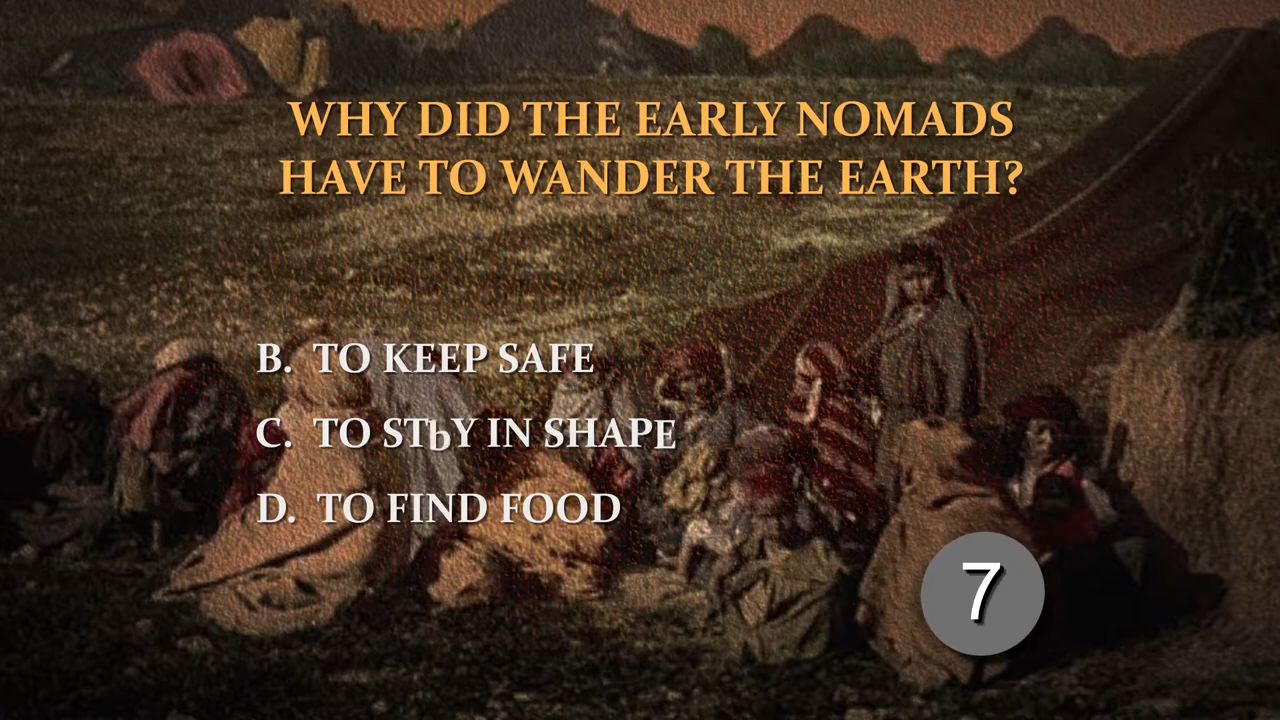 WHY DID THE EARLY NOMADS
HAVE TO WANDER THE EARTH?
B. TO KEEP SAFE
C. TO STbY IN SHAPE
D. TO FIND FOOD
7